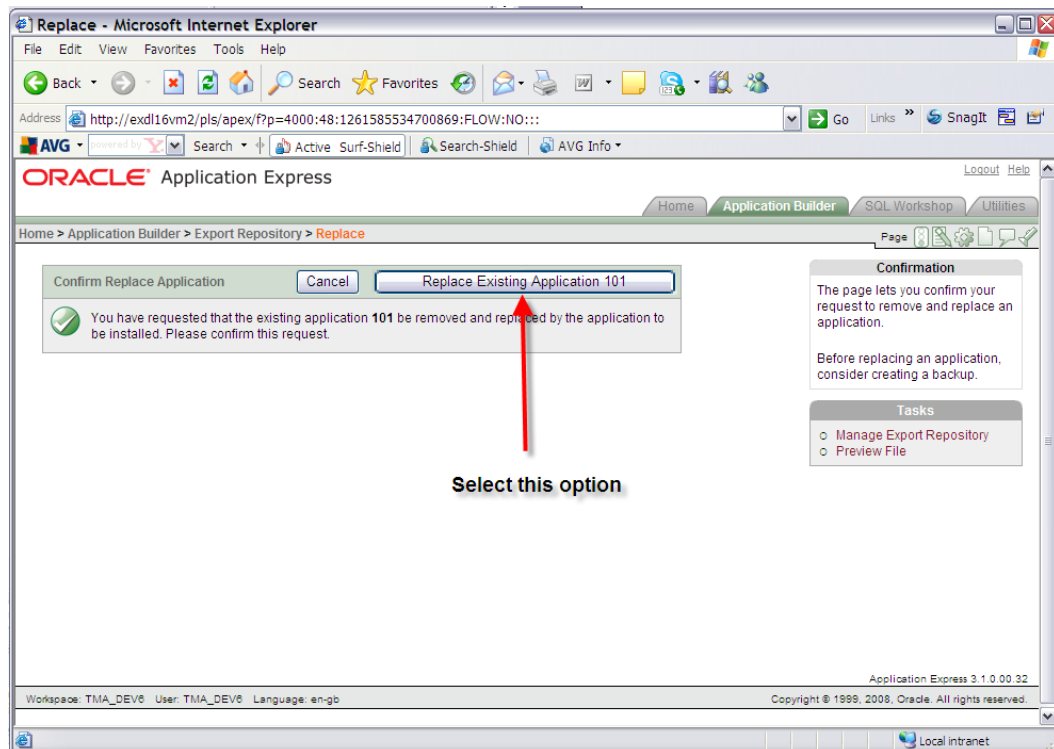 Replace - Microsoft Internet Explorer
File Edit View Favorites Tools Help
Back Search Favorites
Address http://exdl16vm2/pls/apex/f?p=4000:48:1261585534700869:FLOW:NO::: Go Links » SnagIt
AVG powered by Y! Search Active Surf-Shield Search-Shield AVG Info
ORACLE Application Express
Logout Help
Home Application Builder SQL Workshop Utilities
Home > Application Builder > Export Repository > Replace
Page
Confirm Replace Application Cancel Replace Existing Application 101
You have requested that the existing application 101 be removed and replaced by the application to
be installed. Please confirm this request.
Confirmation
The page lets you confirm your
request to remove and replace an
application.
Before replacing an application,
consider creating a backup.
Tasks
Manage Export Repository
Preview File
Select this option
Application Express 3.1.0.00.32
Workspace: TMA_DEV6 User: TMA_DEV6 Language: en-gb
Copyright © 1999, 2008, Oracle. All rights reserved.
Local intranet